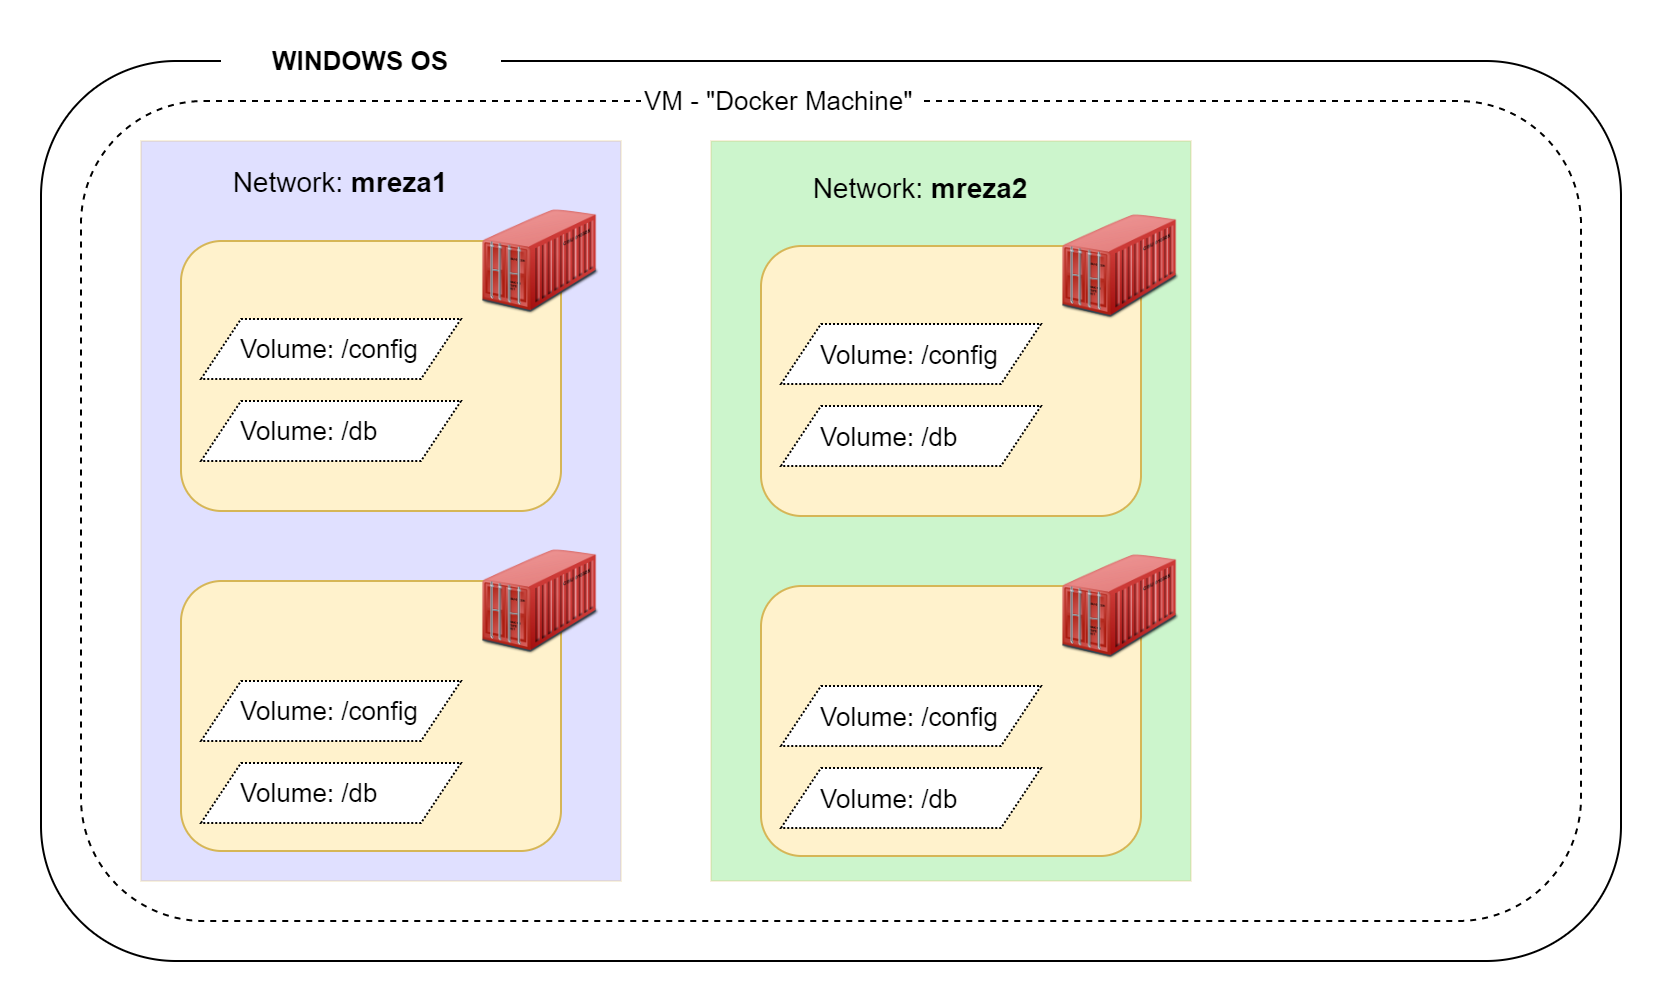 WINDOWS OS
VM - "Docker Machine"
Network: mreza1
Volume: /config
Volume: /db
Volume: /config
Volume: /db
Network: mreza2
Volume: /config
Volume: /db
Volume: /config
Volume: /db